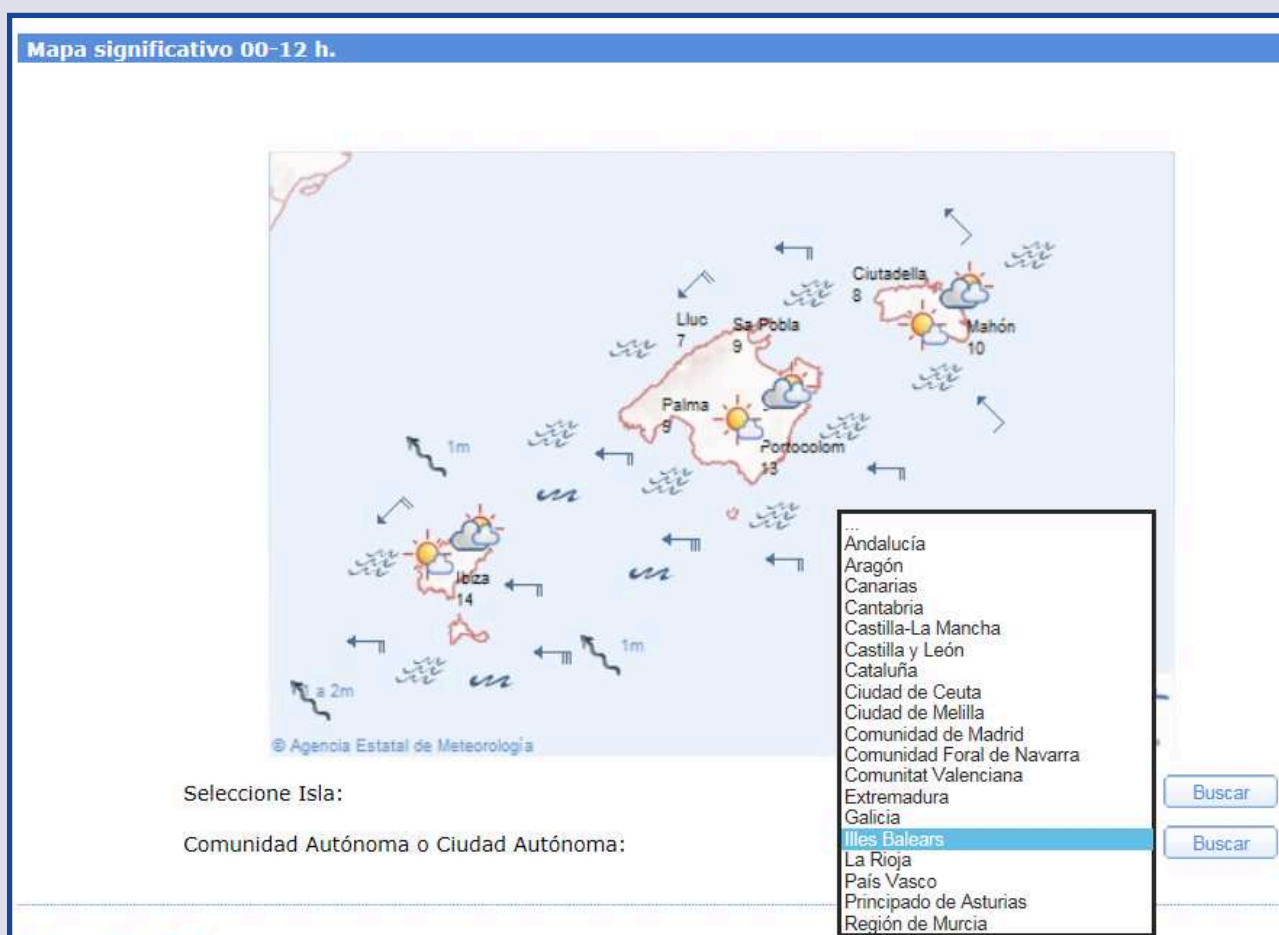 Mapa significativo 00-12 h.
Ciutadella
8
Lluc
7
Sa Pobla
9
Mahón
10
Palma
9
Portocolom
13
1m
Ibiza
14
1m
1 a 2m
© Agencia Estatal de Meteorología
...
Andalucía
Aragón
Canarias
Cantabria
Castilla-La Mancha
Castilla y León
Cataluña
Ciudad de Ceuta
Ciudad de Melilla
Comunidad de Madrid
Comunidad Foral de Navarra
Comunitat Valenciana
Extremadura
Galicia
Illes Balears
La Rioja
País Vasco
Principado de Asturias
Región de Murcia
Seleccione Isla:
Buscar
Comunidad Autónoma o Ciudad Autónoma:
Buscar